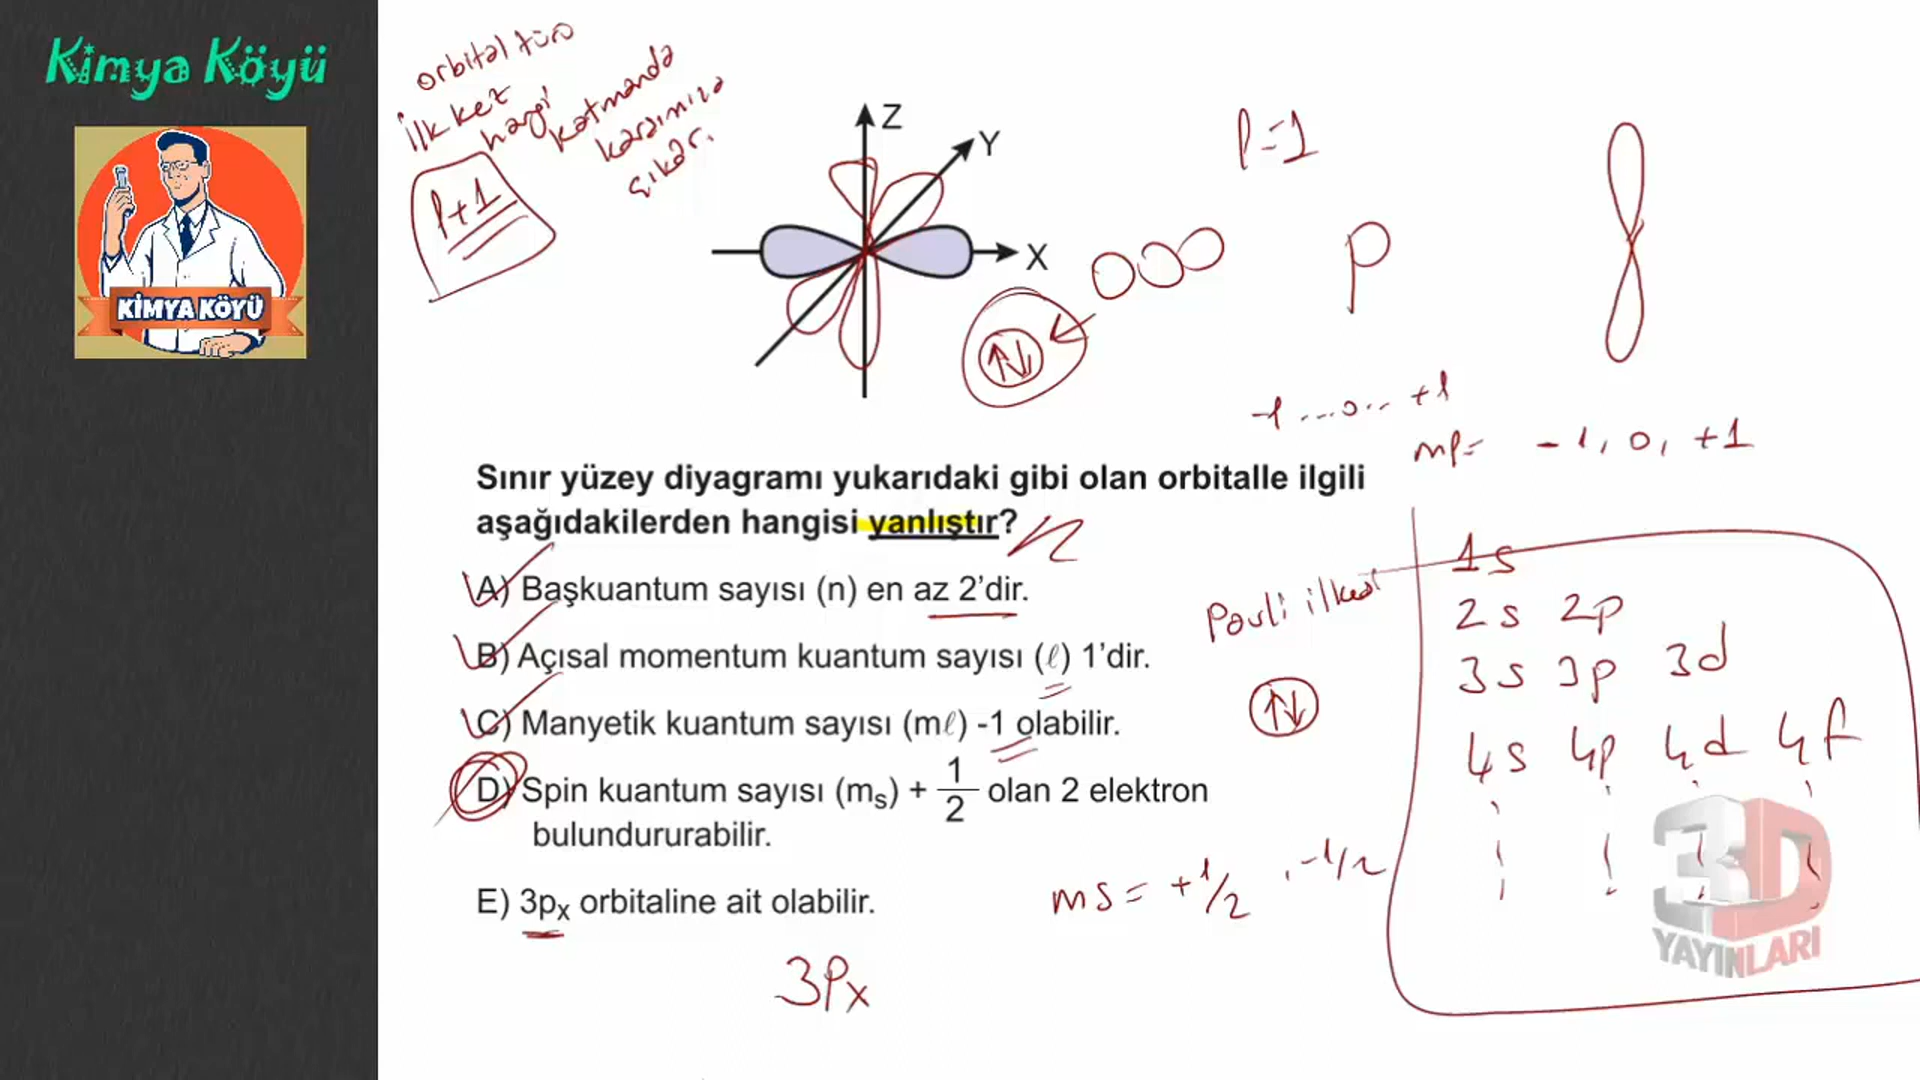 Kimya Köyü
KİMYA KÖYÜ
orbital türü
ilk kez
hangi katmanda
karşımıza
çıkar.
l+1
Z
Y
X
l=1
p
-l ...0.. +l
ml= -1, 0, +1
Sınır yüzey diyagramı yukarıdaki gibi olan orbitalle ilgili
aşağıdakilerden hangisi yanlıştır?
A) Başkuantum sayısı (n) en az 2'dir.
B) Açısal momentum kuantum sayısı (ℓ) 1'dir.
C) Manyetik kuantum sayısı (mℓ) -1 olabilir.
D) Spin kuantum sayısı (ms) + 1/2 olan 2 elektron
bulundururabilir.
E) 3px orbitaline ait olabilir.
3Px
Pauli ilkesi
ms= +1/2 , -1/2
1s
2s 2p
3s 3p 3d
4s 4p 4d 4f
3D
YAYINLARI